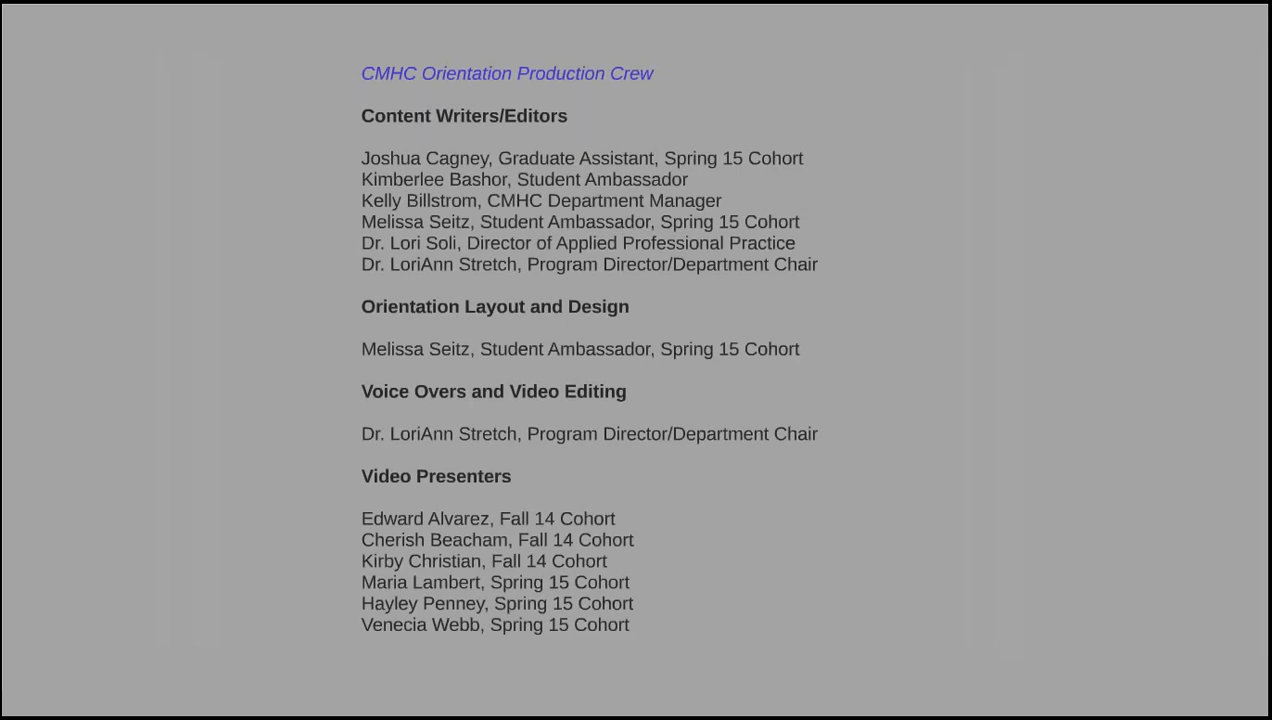 CMHC Orientation Production Crew
Content Writers/Editors
Joshua Cagney, Graduate Assistant, Spring 15 Cohort
Kimberlee Bashor, Student Ambassador
Kelly Billstrom, CMHC Department Manager
Melissa Seitz, Student Ambassador, Spring 15 Cohort
Dr. Lori Soli, Director of Applied Professional Practice
Dr. LoriAnn Stretch, Program Director/Department Chair
Orientation Layout and Design
Melissa Seitz, Student Ambassador, Spring 15 Cohort
Voice Overs and Video Editing
Dr. LoriAnn Stretch, Program Director/Department Chair
Video Presenters
Edward Alvarez, Fall 14 Cohort
Cherish Beacham, Fall 14 Cohort
Kirby Christian, Fall 14 Cohort
Maria Lambert, Spring 15 Cohort
Hayley Penney, Spring 15 Cohort
Venecia Webb, Spring 15 Cohort